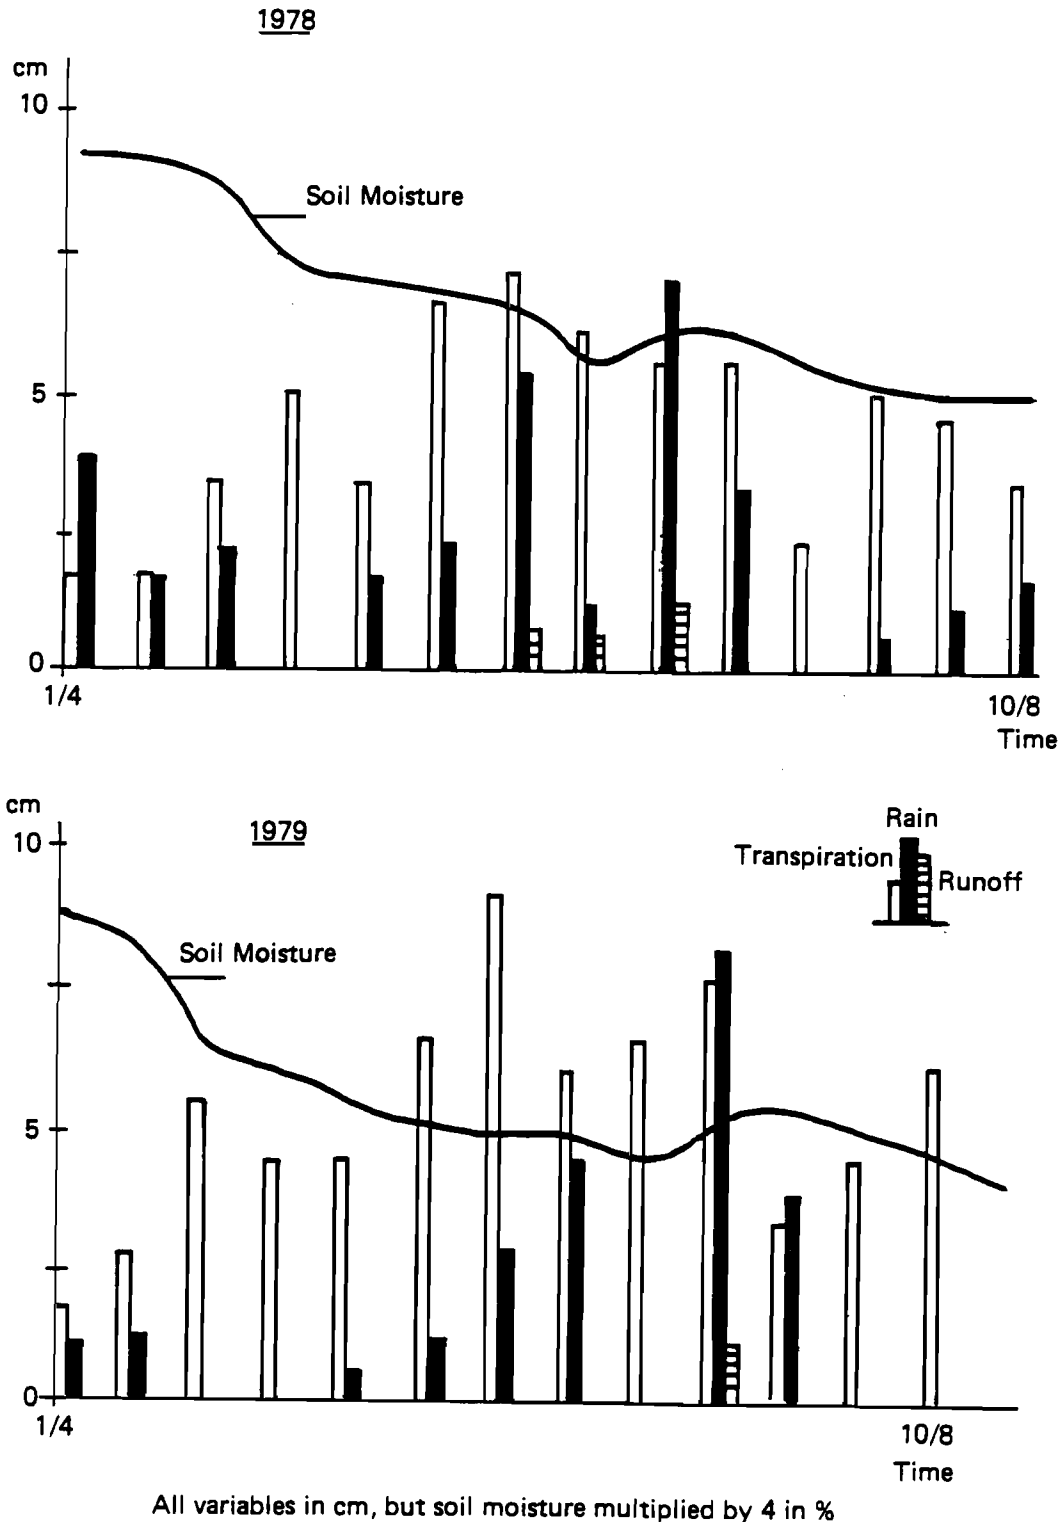 1978
cm
10
Soil Moisture
5
0
1/4
10/8
Time
cm
1979
10
Rain
Transpiration
Runoff
Soil Moisture
5
0
1/4
10/8
Time
All variables in cm, but soil moisture multiplied by 4 in %